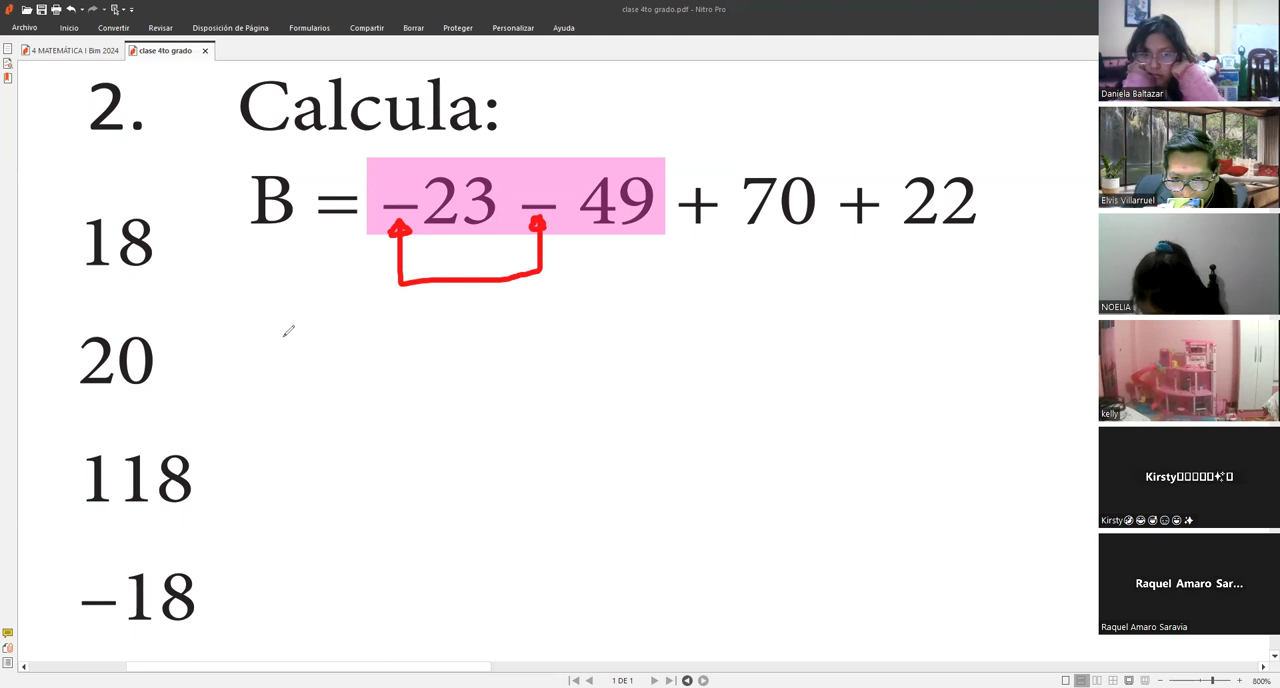 clase 4to grado.pdf - Nitro Pro
Archivo Inicio Convertir Revisar Disposición de Página Formularios Compartir Borrar Proteger Personalizar Ayuda
4 MATEMÁTICA I Bim 2024 clase 4to grado
2. Calcula:
B = –23 – 49 + 70 + 22
18
20
118
–18
Daniela Baltazar
Elvis Villarruel
NOELIA
kelly
Kirsty
Kirsty
Raquel Amaro Sar...
Raquel Amaro Saravia
1 DE 1
800%